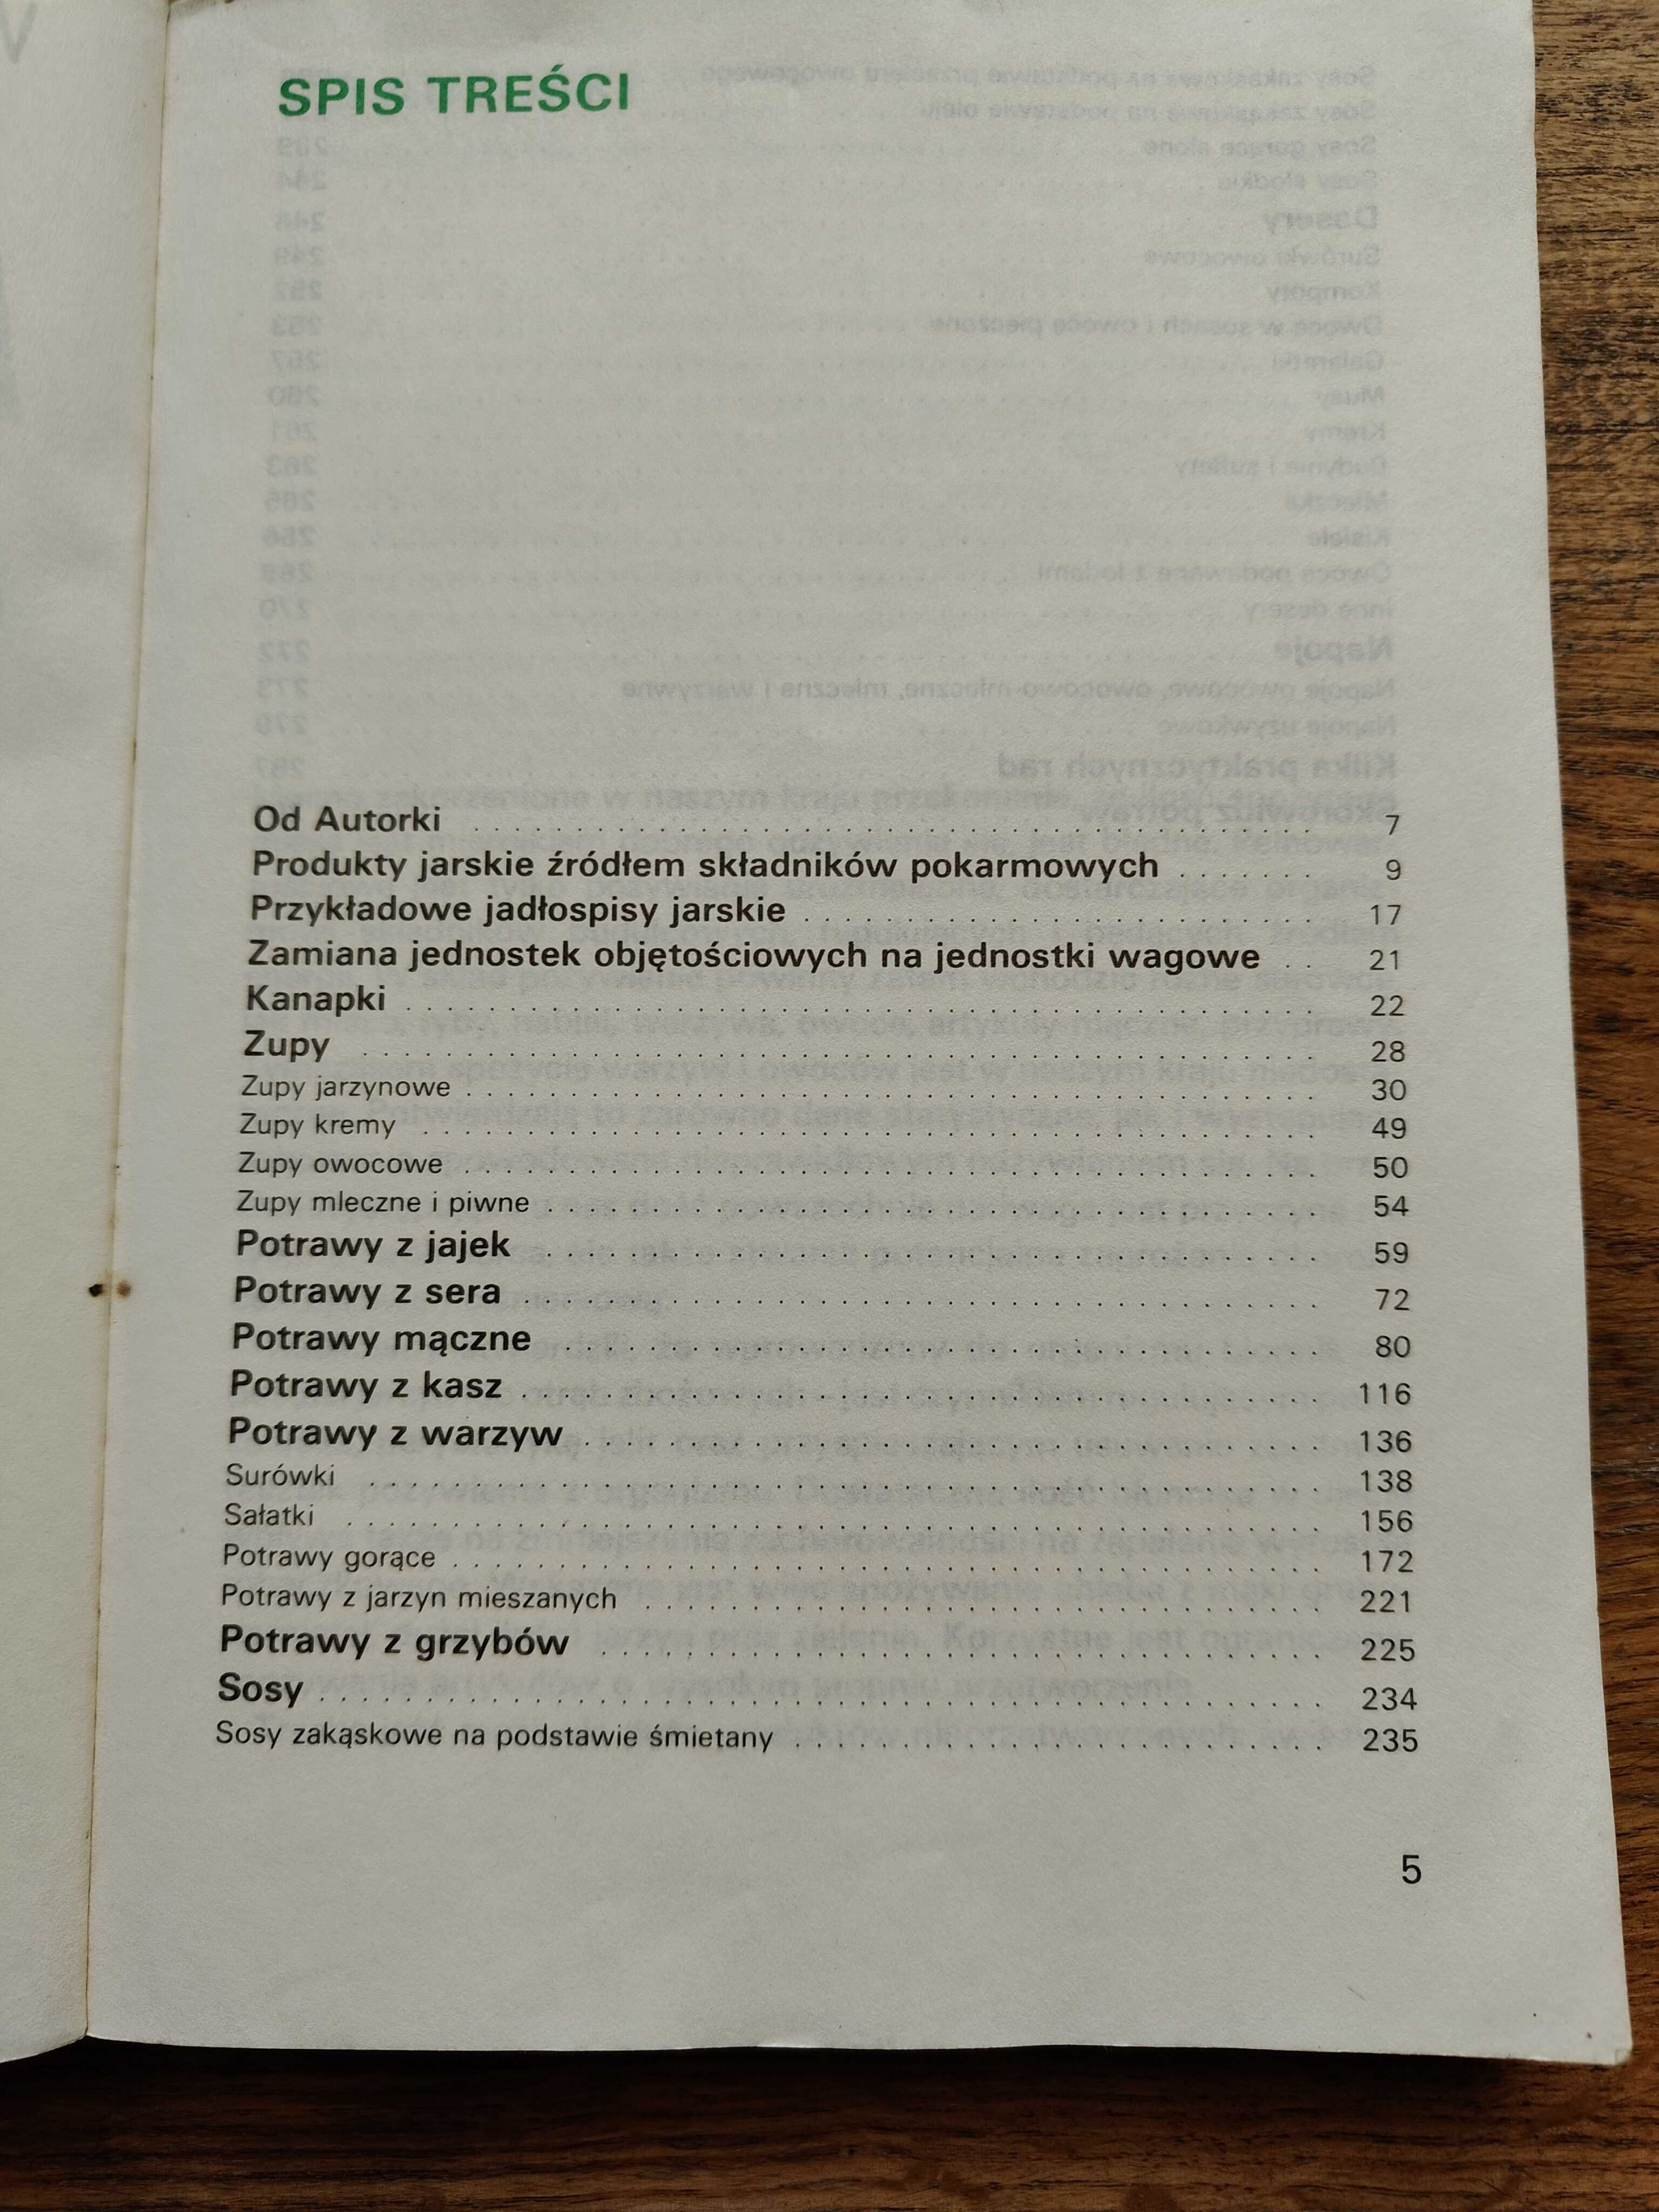 SPIS TREŚCI
Od Autorki . . . . . . . . . . . . . . . . . . . . . . . . . . . . . . . . . . . . . . . 7
Produkty jarskie źródłem składników pokarmowych . . . . . . . 9
Przykładowe jadłospisy jarskie . . . . . . . . . . . . . . . . . . . . . . . . 17
Zamiana jednostek objętościowych na jednostki wagowe . . 21
Kanapki . . . . . . . . . . . . . . . . . . . . . . . . . . . . . . . . . . . . . . . . . . 22
Zupy . . . . . . . . . . . . . . . . . . . . . . . . . . . . . . . . . . . . . . . . . . . . 28
Zupy jarzynowe . . . . . . . . . . . . . . . . . . . . . . . . . . . . . . . . . . . . . . . . 30
Zupy kremy . . . . . . . . . . . . . . . . . . . . . . . . . . . . . . . . . . . . . . . . . . 49
Zupy owocowe . . . . . . . . . . . . . . . . . . . . . . . . . . . . . . . . . . . . . . . . 50
Zupy mleczne i piwne . . . . . . . . . . . . . . . . . . . . . . . . . . . . . . . . . . . . 54
Potrawy z jajek . . . . . . . . . . . . . . . . . . . . . . . . . . . . . . . . . . . . 59
Potrawy z sera . . . . . . . . . . . . . . . . . . . . . . . . . . . . . . . . . . . . . 72
Potrawy mączne . . . . . . . . . . . . . . . . . . . . . . . . . . . . . . . . . . . 80
Potrawy z kasz . . . . . . . . . . . . . . . . . . . . . . . . . . . . . . . . . . . . . 116
Potrawy z warzyw . . . . . . . . . . . . . . . . . . . . . . . . . . . . . . . . . . 136
Surówki . . . . . . . . . . . . . . . . . . . . . . . . . . . . . . . . . . . . . . . . . . . . 138
Sałatki . . . . . . . . . . . . . . . . . . . . . . . . . . . . . . . . . . . . . . . . . . . . . 156
Potrawy gorące . . . . . . . . . . . . . . . . . . . . . . . . . . . . . . . . . . . . . . . . 172
Potrawy z jarzyn mieszanych . . . . . . . . . . . . . . . . . . . . . . . . . . . . . . . 221
Potrawy z grzybów . . . . . . . . . . . . . . . . . . . . . . . . . . . . . . . . . 225
Sosy . . . . . . . . . . . . . . . . . . . . . . . . . . . . . . . . . . . . . . . . . . . . . . 234
Sosy zakąskowe na podstawie śmietany . . . . . . . . . . . . . . . . . . . . . . . . . 235
5